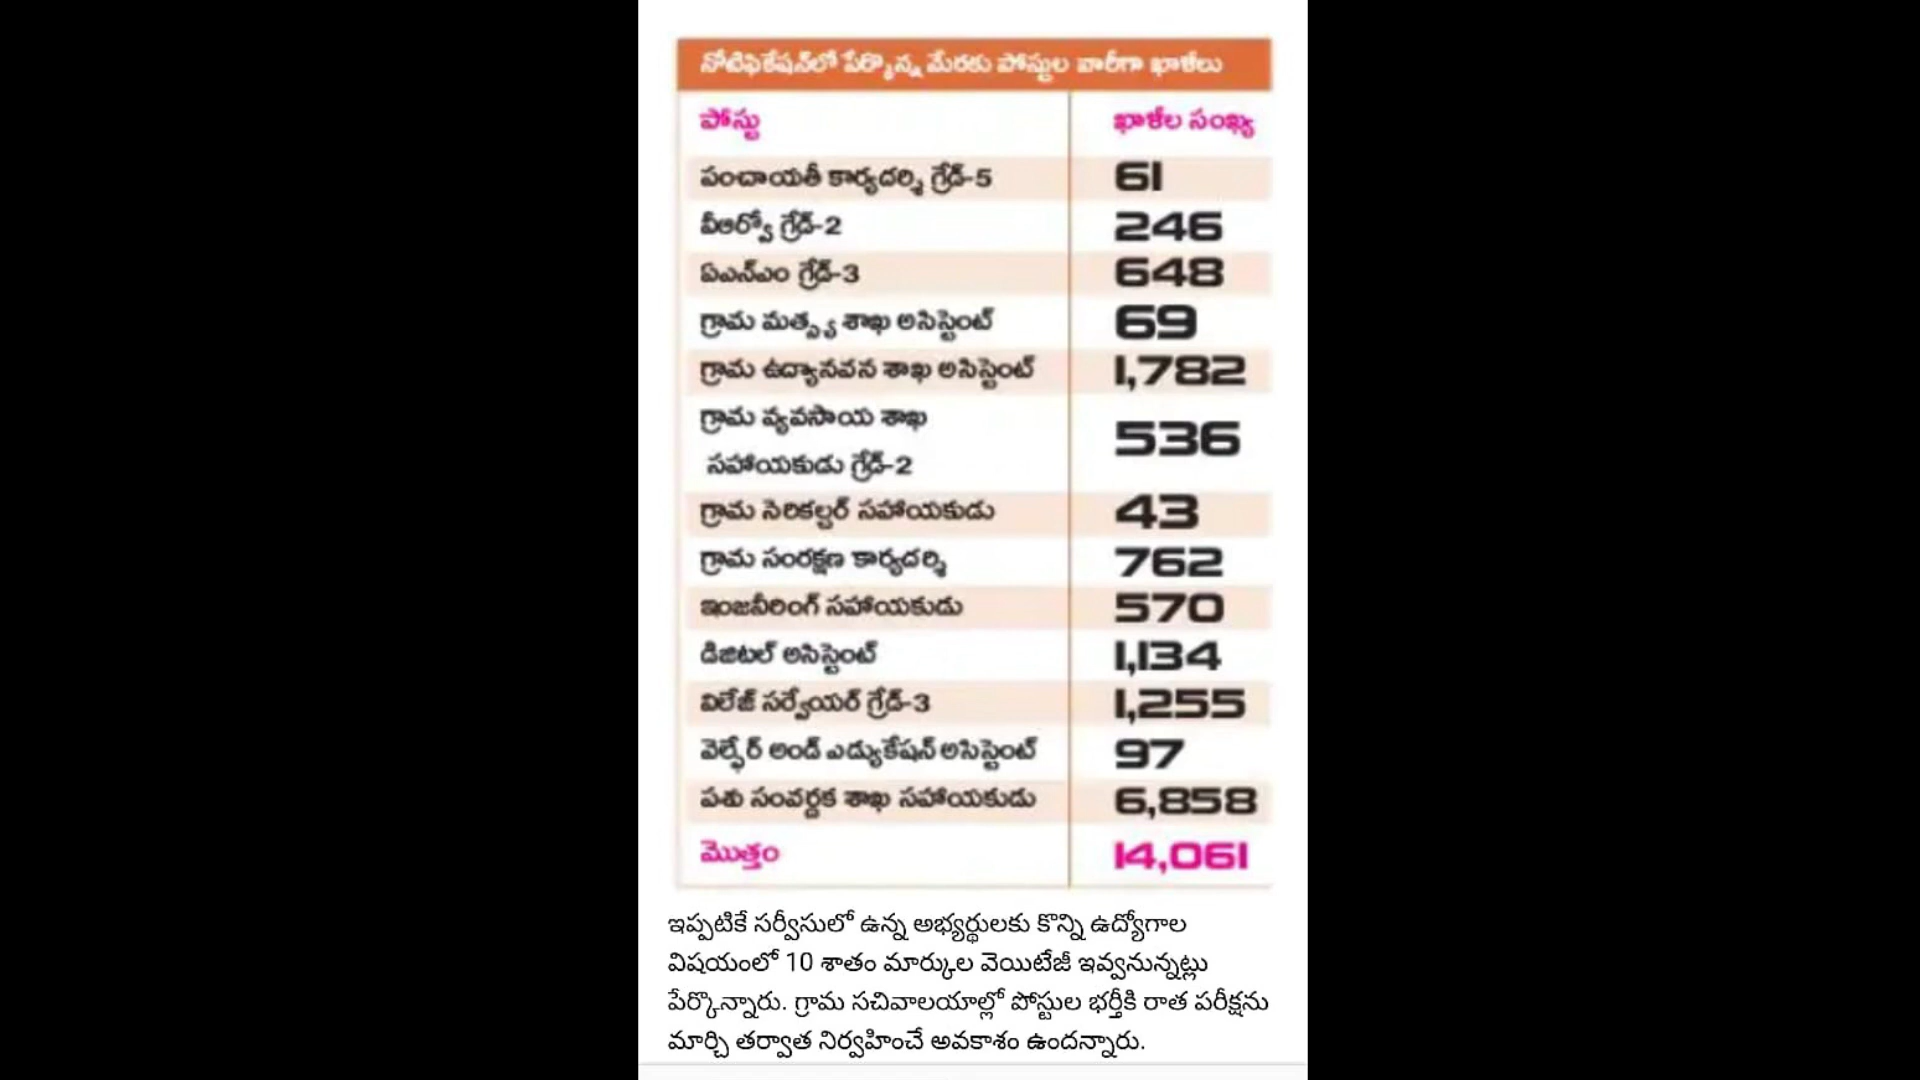 నోటిఫికేషన్‌లో పేర్కొన్న మేరకు పోస్టుల వారీగా ఖాళీలు
పోస్టు ఖాళీల సంఖ్య
పంచాయతీ కార్యదర్శి గ్రేడ్-5 61
వీఆర్వో గ్రేడ్-2 246
ఏఎన్ఎం గ్రేడ్-3 648
గ్రామ మత్స్య శాఖ అసిస్టెంట్ 69
గ్రామ ఉద్యానవన శాఖ అసిస్టెంట్ 1,782
గ్రామ వ్యవసాయ శాఖ
సహాయకుడు గ్రేడ్-2 536
గ్రామ సెరికల్చర్ సహాయకుడు 43
గ్రామ సంరక్షణ కార్యదర్శి 762
ఇంజనీరింగ్ సహాయకుడు 570
డిజిటల్ అసిస్టెంట్ 1,134
విలేజ్ సర్వేయర్ గ్రేడ్-3 1,255
వెల్ఫేర్ అండ్ ఎడ్యుకేషన్ అసిస్టెంట్ 97
పశు సంవర్ధక శాఖ సహాయకుడు 6,858
మొత్తం 14,061
ఇప్పటికే సర్వీసులో ఉన్న అభ్యర్థులకు కొన్ని ఉద్యోగాల
విషయంలో 10 శాతం మార్కుల వెయిటేజీ ఇవ్వనున్నట్లు
పేర్కొన్నారు. గ్రామ సచివాలయాల్లో పోస్టుల భర్తీకి రాత పరీక్షను
మార్చి తర్వాత నిర్వహించే అవకాశం ఉందన్నారు.